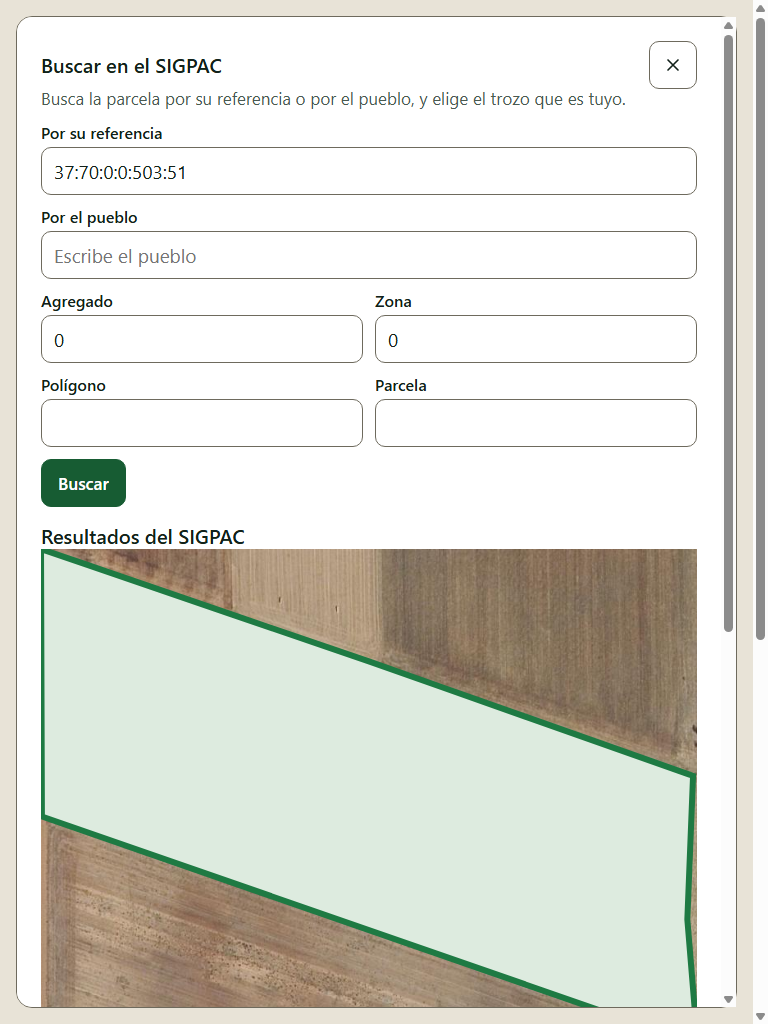 Buscar en el SIGPAC
Busca la parcela por su referencia o por el pueblo, y elige el trozo que es tuyo.
Por su referencia
37:70:0:0:503:51
Por el pueblo
Escribe el pueblo
Agregado
Zona
0
0
Polígono
Parcela
Buscar
Resultados del SIGPAC